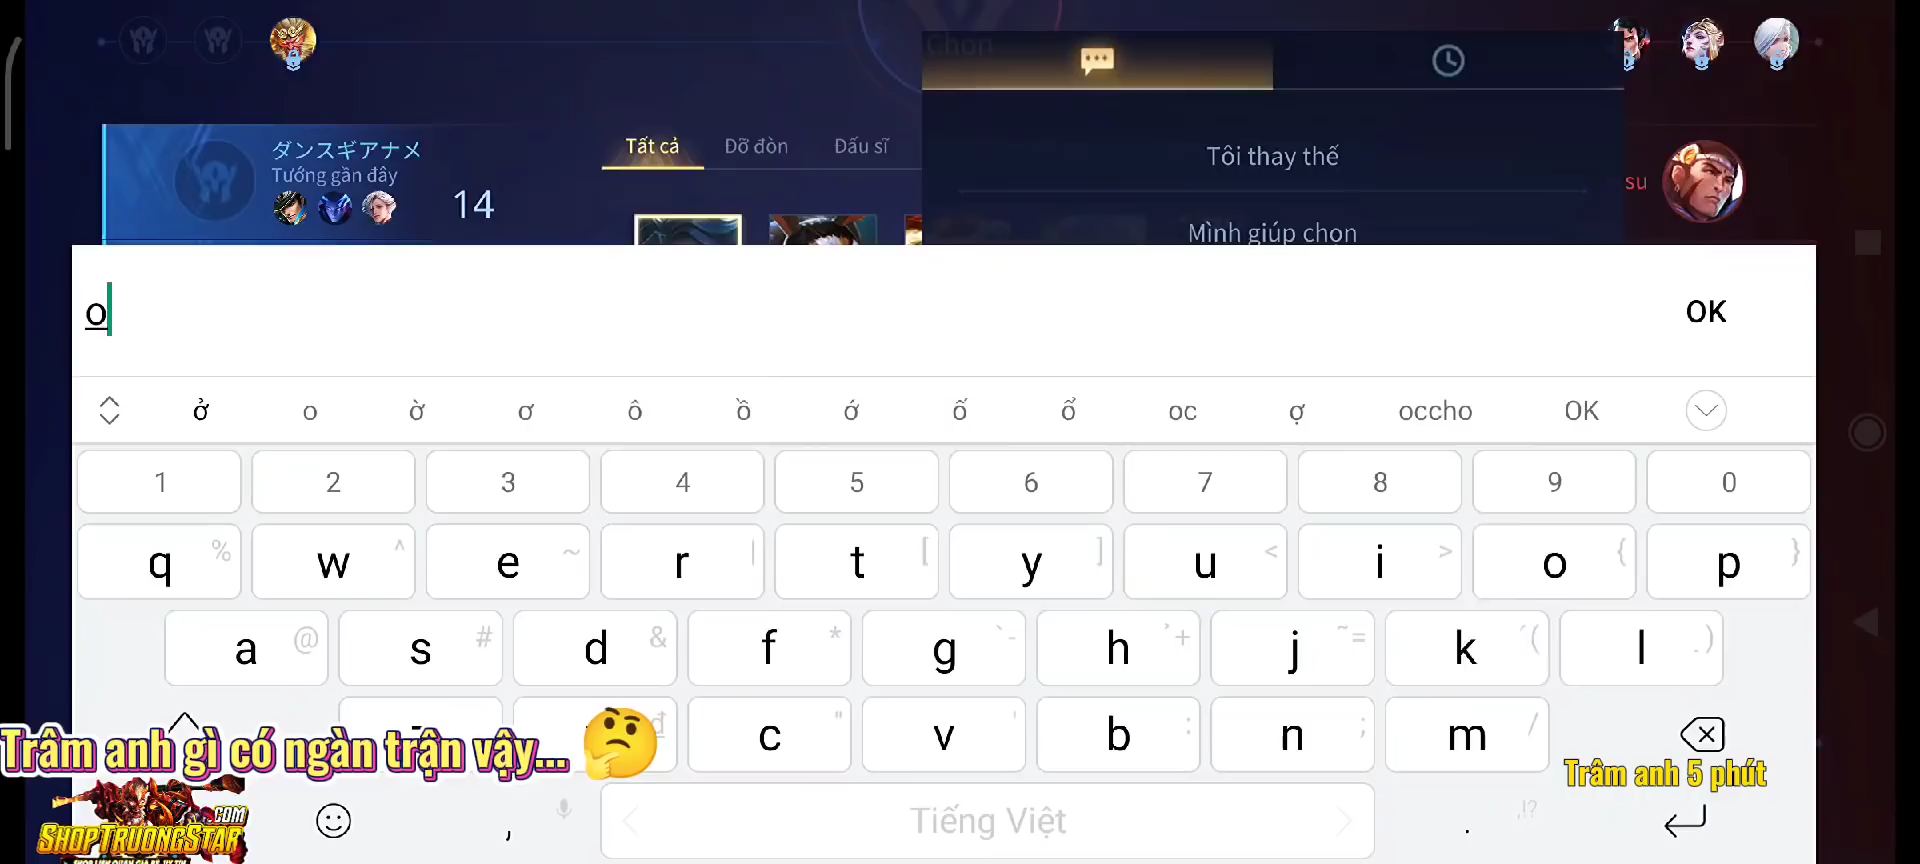 Chọn
ダンスギアナメ
Tướng gần đây
14
Tất cả
Đỡ đòn
Đấu sĩ
Tôi thay thế
Mình giúp chọn
su
o
OK
ở o ờ ơ ô ồ ớ ố ổ oc ợ occho OK
1 2 3 4 5 6 7 8 9 0
q % w ^ e ~ r | t [ y ] u < i > o { p }
a @ s # d & f * g ` - h + j ~ = k ´ ( l . )
c " v ' b : n ; m /
Trâm anh gì có ngàn trận vậy...
Trâm anh 5 phút
, Tiếng Việt . !?
SHOPTRUONGSTAR
.COM